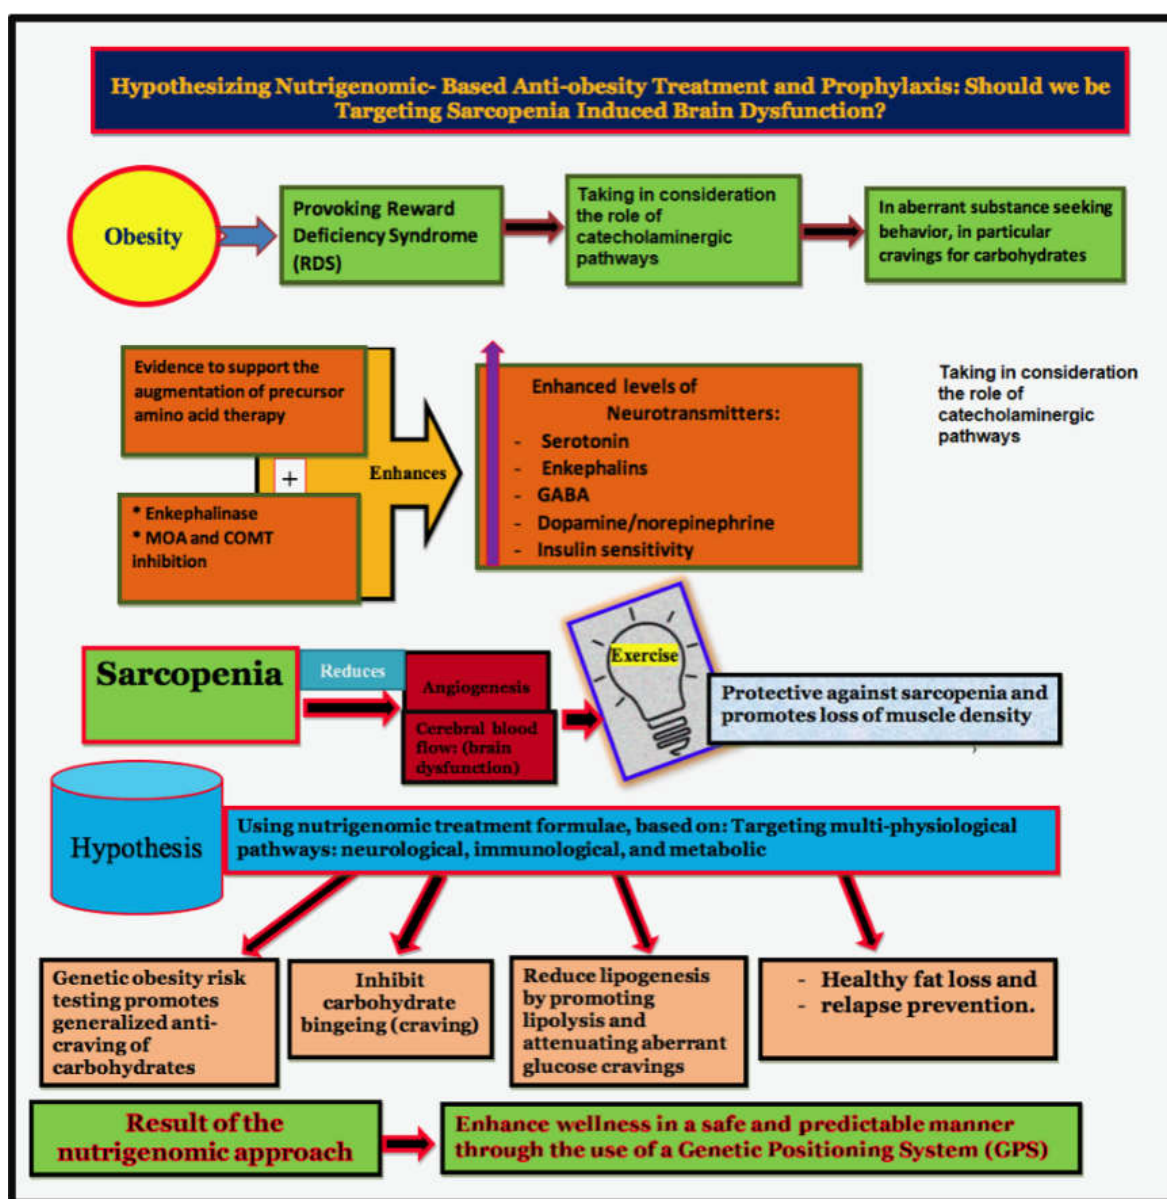 Hypothesizing Nutrigenomic- Based Anti-obesity Treatment and Prophylaxis: Should we be
Targeting Sarcopenia Induced Brain Dysfunction?
Obesity
Provoking Reward
Deficiency Syndrome
(RDS)
Taking in consideration
the role of
catecholaminergic
pathways
In aberrant substance seeking
behavior, in particular
cravings for carbohydrates
Evidence to support the
augmentation of precursor
amino acid therapy
+
* Enkephalinase
* MOA and COMT
inhibition
Enhances
Enhanced levels of
Neurotransmitters:
- Serotonin
- Enkephalins
- GABA
- Dopamine/norepinephrine
- Insulin sensitivity
Taking in consideration
the role of
catecholaminergic
pathways
Sarcopenia
Reduces
Angiogenesis
Cerebral blood
flow: (brain
dysfunction)
Exercise
Protective against sarcopenia and
promotes loss of muscle density
Hypothesis
Using nutrigenomic treatment formulae, based on: Targeting multi-physiological
pathways: neurological, immunological, and metabolic
Genetic obesity risk
testing promotes
generalized anti-
craving of
carbohydrates
Inhibit
carbohydrate
bingeing (craving)
Reduce lipogenesis
by promoting
lipolysis and
attenuating aberrant
glucose cravings
- Healthy fat loss and
- relapse prevention.
Result of the
nutrigenomic approach
Enhance wellness in a safe and predictable manner
through the use of a Genetic Positioning System (GPS)